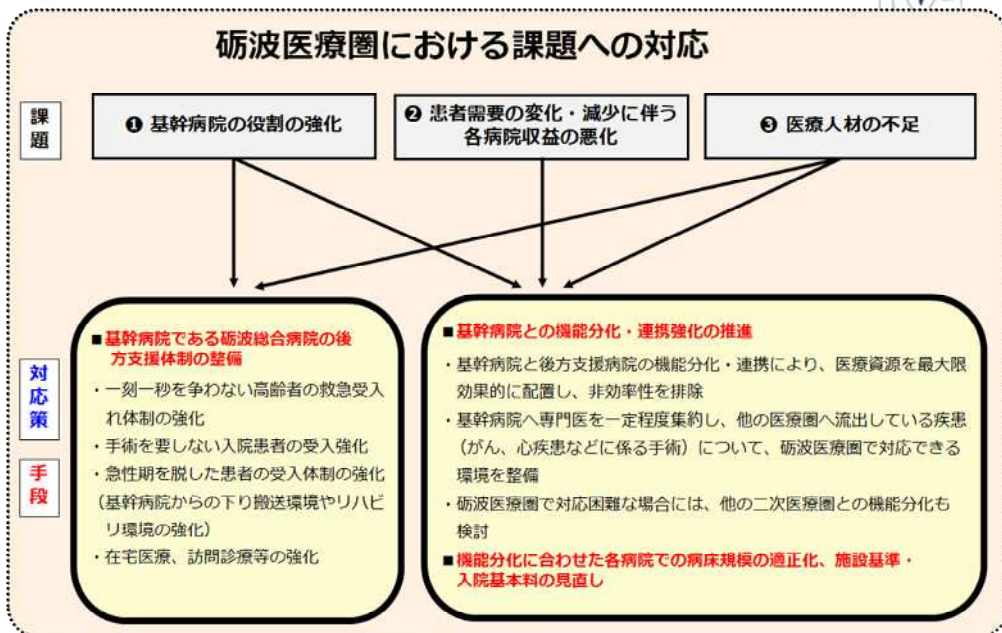 砺波医療圏における課題への対応
課題
❶ 基幹病院の役割の強化
❷ 患者需要の変化・減少に伴う
各病院収益の悪化
❸ 医療人材の不足
対応策
手段
■基幹病院である砺波総合病院の後
方支援体制の整備
・一刻一秒を争わない高齢者の救急受入
れ体制の強化
・手術を要しない入院患者の受入強化
・急性期を脱した患者の受入体制の強化
（基幹病院からの下り搬送環境やリハビ
リ環境の強化）
・在宅医療、訪問診療等の強化
■基幹病院との機能分化・連携強化の推進
・基幹病院と後方支援病院の機能分化・連携により、医療資源を最大限
効果的に配置し、非効率性を排除
・基幹病院へ専門医を一定程度集約し、他の医療圏へ流出している疾患
（がん、心疾患などに係る手術）について、砺波医療圏で対応できる
環境を整備
・砺波医療圏で対応困難な場合には、他の二次医療圏との機能分化も
検討
■機能分化に合わせた各病院での病床規模の適正化、施設基準・
入院基本料の見直し